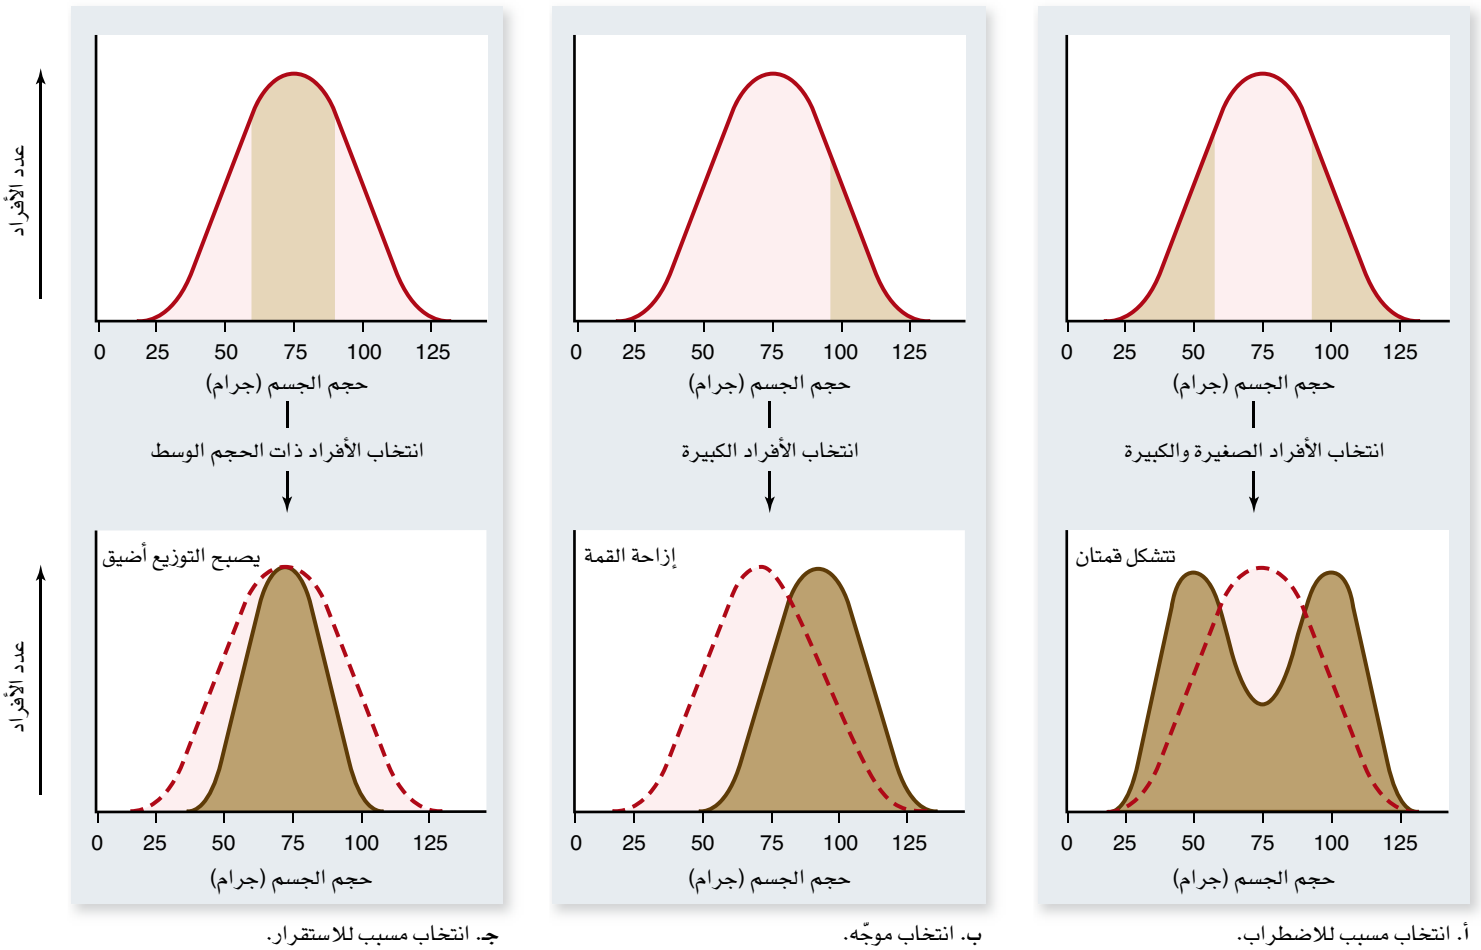 عدد الأفراد
0 25 50 75 100 125
حجم الجسم (جرام)
انتخاب الأفراد الصغيرة والكبيرة
تتشكل قمتان
0 25 50 75 100 125
حجم الجسم (جرام)
أ. انتخاب مسبب للاضطراب.
0 25 50 75 100 125
حجم الجسم (جرام)
انتخاب الأفراد الكبيرة
إزاحة القمة
0 25 50 75 100 125
حجم الجسم (جرام)
ب. انتخاب موجّه.
0 25 50 75 100 125
حجم الجسم (جرام)
انتخاب الأفراد ذات الحجم الوسط
يصبح التوزيع أضيق
عدد الأفراد
0 25 50 75 100 125
حجم الجسم (جرام)
جـ. انتخاب مسبب للاستقرار.